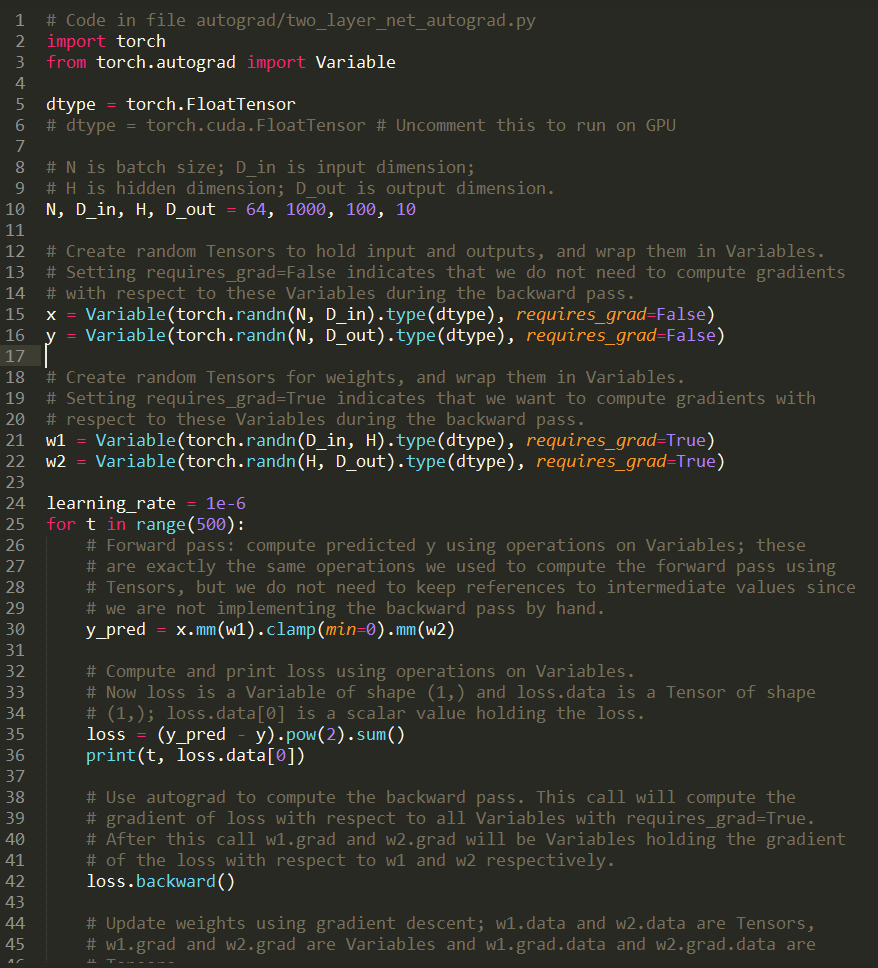 1 # Code in file autograd/two_layer_net_autograd.py
2 import torch
3 from torch.autograd import Variable
4
5 dtype = torch.FloatTensor
6 # dtype = torch.cuda.FloatTensor # Uncomment this to run on GPU
7
8 # N is batch size; D_in is input dimension;
9 # H is hidden dimension; D_out is output dimension.
10 N, D_in, H, D_out = 64, 1000, 100, 10
11
12 # Create random Tensors to hold input and outputs, and wrap them in Variables.
13 # Setting requires_grad=False indicates that we do not need to compute gradients
14 # with respect to these Variables during the backward pass.
15 x = Variable(torch.randn(N, D_in).type(dtype), requires_grad=False)
16 y = Variable(torch.randn(N, D_out).type(dtype), requires_grad=False)
17
18 # Create random Tensors for weights, and wrap them in Variables.
19 # Setting requires_grad=True indicates that we want to compute gradients with
20 # respect to these Variables during the backward pass.
21 w1 = Variable(torch.randn(D_in, H).type(dtype), requires_grad=True)
22 w2 = Variable(torch.randn(H, D_out).type(dtype), requires_grad=True)
23
24 learning_rate = 1e-6
25 for t in range(500):
26     # Forward pass: compute predicted y using operations on Variables; these
27     # are exactly the same operations we used to compute the forward pass using
28     # Tensors, but we do not need to keep references to intermediate values since
29     # we are not implementing the backward pass by hand.
30     y_pred = x.mm(w1).clamp(min=0).mm(w2)
31
32     # Compute and print loss using operations on Variables.
33     # Now loss is a Variable of shape (1,) and loss.data is a Tensor of shape
34     # (1,); loss.data[0] is a scalar value holding the loss.
35     loss = (y_pred - y).pow(2).sum()
36     print(t, loss.data[0])
37
38     # Use autograd to compute the backward pass. This call will compute the
39     # gradient of loss with respect to all Variables with requires_grad=True.
40     # After this call w1.grad and w2.grad will be Variables holding the gradient
41     # of the loss with respect to w1 and w2 respectively.
42     loss.backward()
43
44     # Update weights using gradient descent; w1.data and w2.data are Tensors,
45     # w1.grad and w2.grad are Variables and w1.grad.data and w2.grad.data are